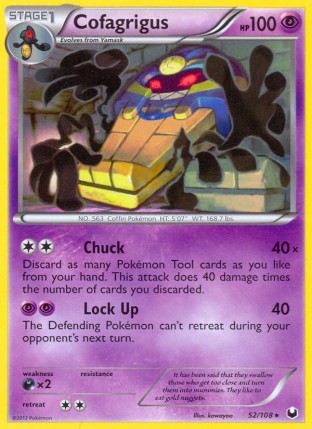 STAGE1
Cofagrigus
HP100
Evolves from Yamask
NO. 563 Coffin Pokémon HT: 5'07" WT: 168.7 lbs.
Chuck 40×
Discard as many Pokémon Tool cards as you like
from your hand. This attack does 40 damage times
the number of cards you discarded.
Lock Up 40
The Defending Pokémon can't retreat during your
opponent's next turn.
weakness resistance
×2
retreat
It has been said that they swallow
those who get too close and turn
them into mummies. They like to
eat gold nuggets.
©2012 Pokémon
Illus. kawayoo 52/108